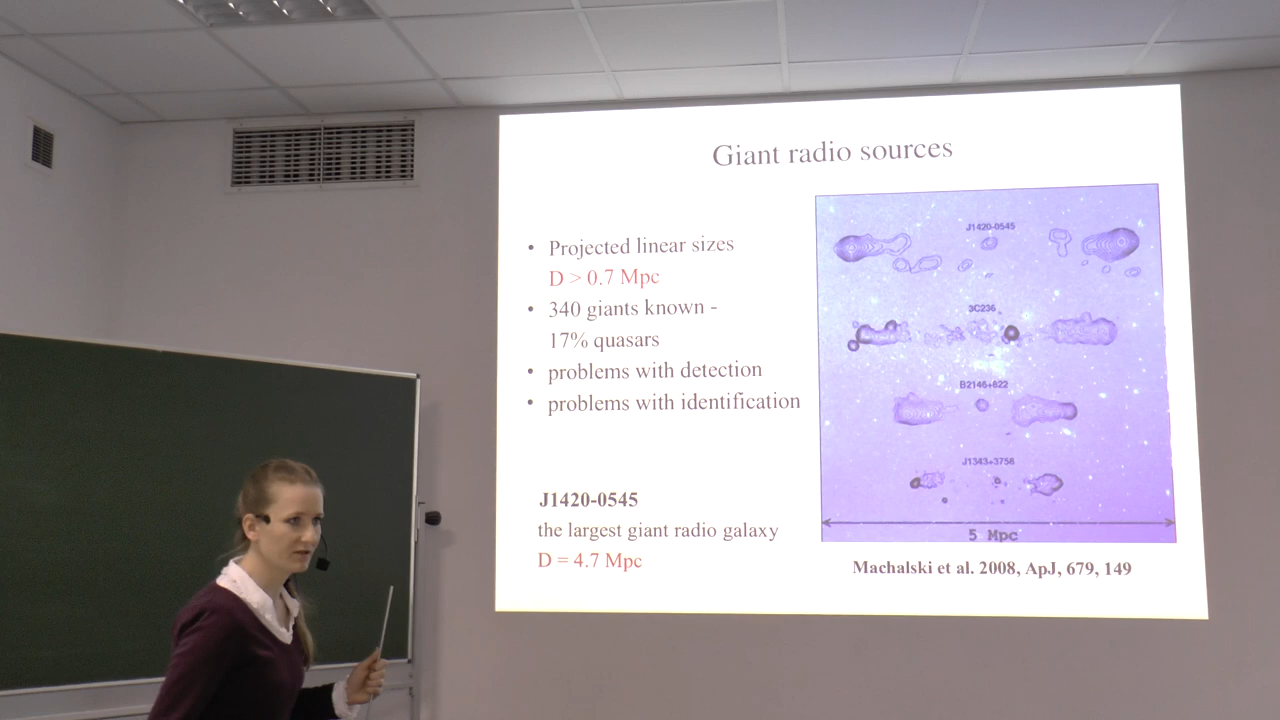 Giant radio sources
• Projected linear sizes
D > 0.7 Mpc
• 340 giants known -
17% quasars
• problems with detection
• problems with identification
J1420-0545
the largest giant radio galaxy
D = 4.7 Mpc
J1420-0545
3C236
B2146+822
J1343+3758
5 Mpc
Machalski et al. 2008, ApJ, 679, 149